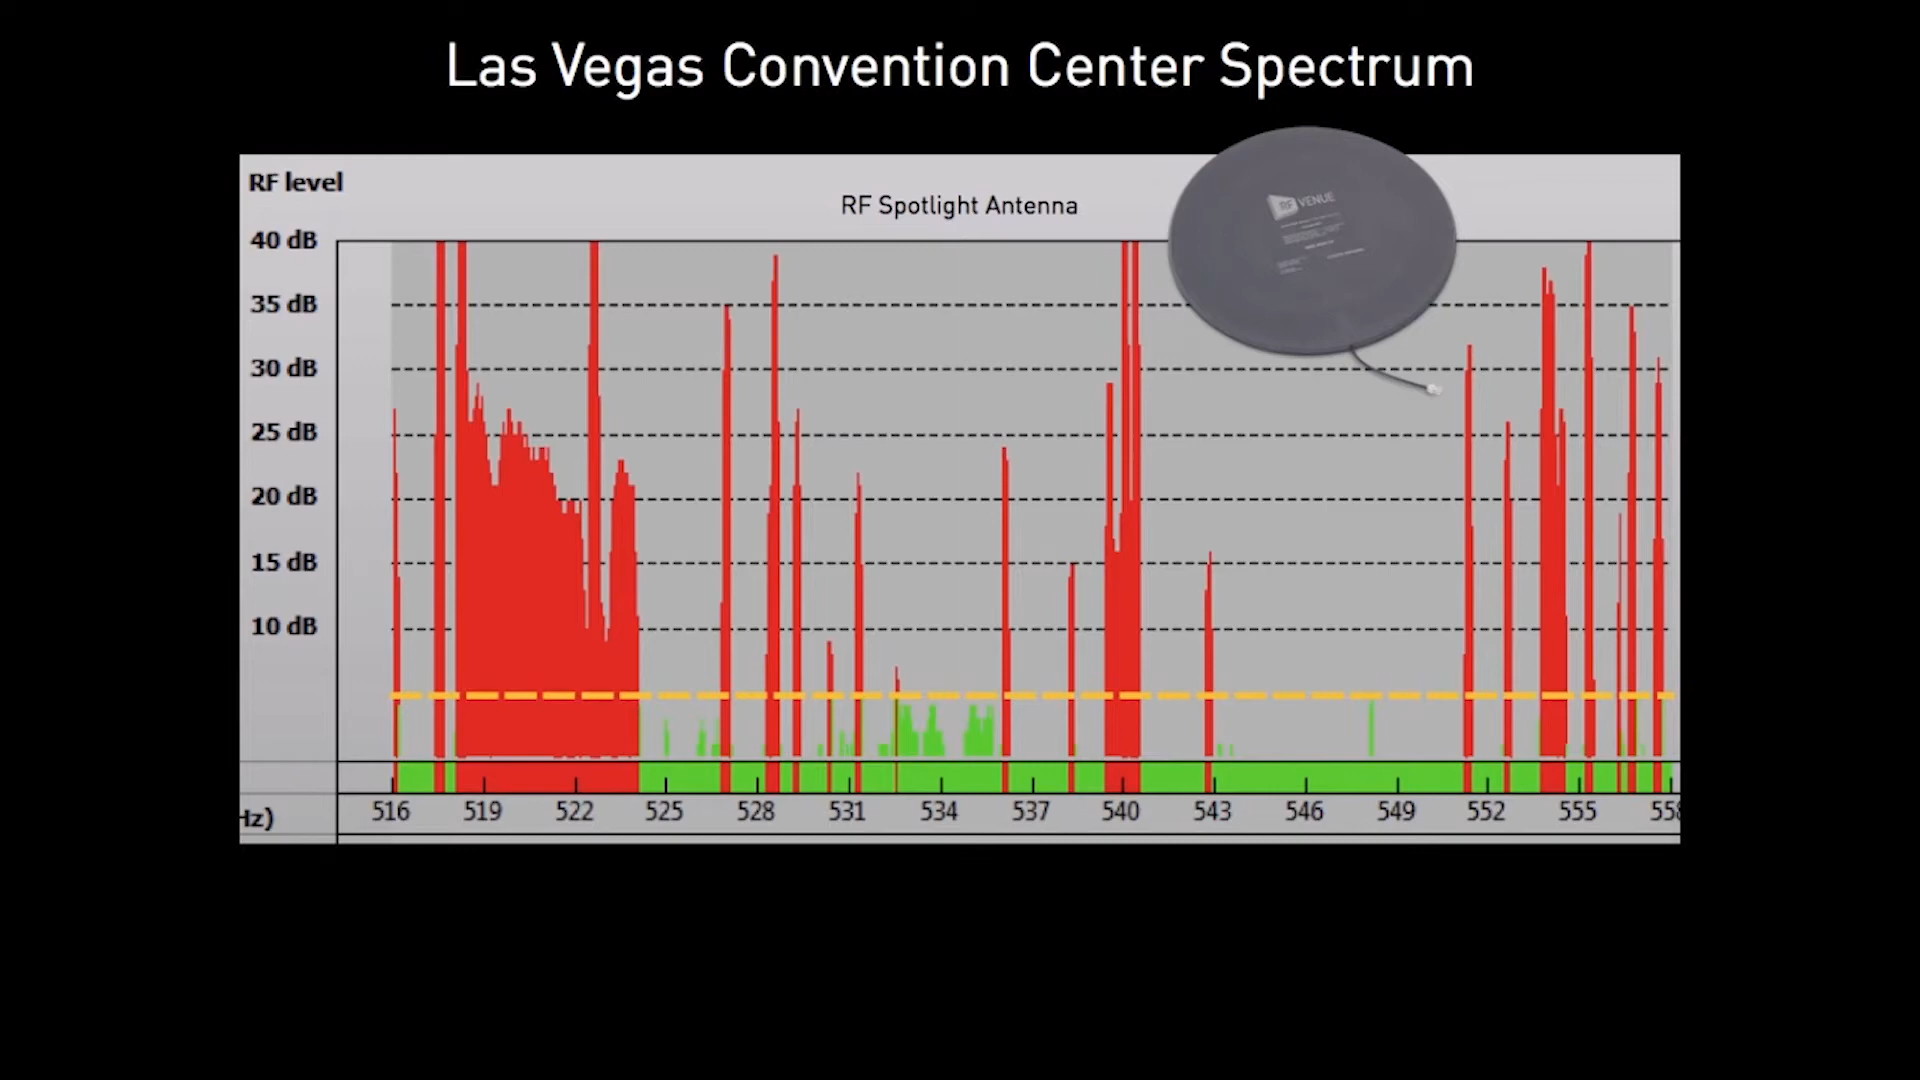 Las Vegas Convention Center Spectrum
RF level
RF Spotlight Antenna
RF VENUE
40 dB
35 dB
30 dB
25 dB
20 dB
15 dB
10 dB
Hz)
516 519 522 525 528 531 534 537 540 543 546 549 552 555 558